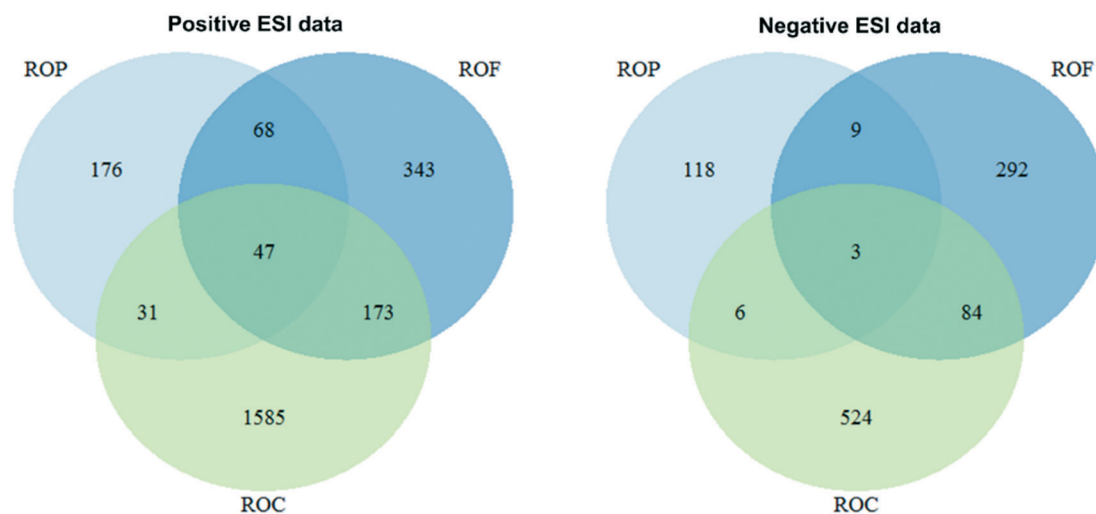 Positive ESI data
ROP
ROF
68
176
343
47
31
173
1585
ROC
Negative ESI data
ROP
ROF
9
118
292
3
6
84
524
ROC